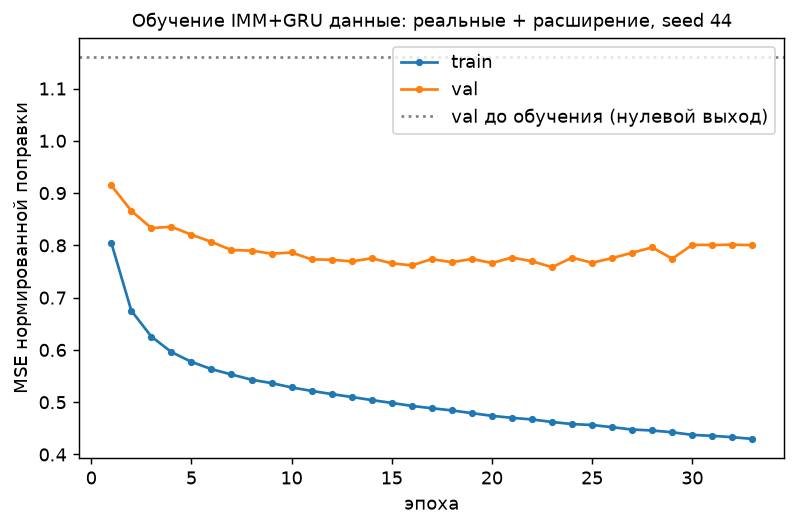 Обучение IMM+GRU данные: реальные + расширение, seed 44
train
val
val до обучения (нулевой выход)
MSE нормированной поправки
1.1
1.0
0.9
0.8
0.7
0.6
0.5
0.4
0 5 10 15 20 25 30
эпоха